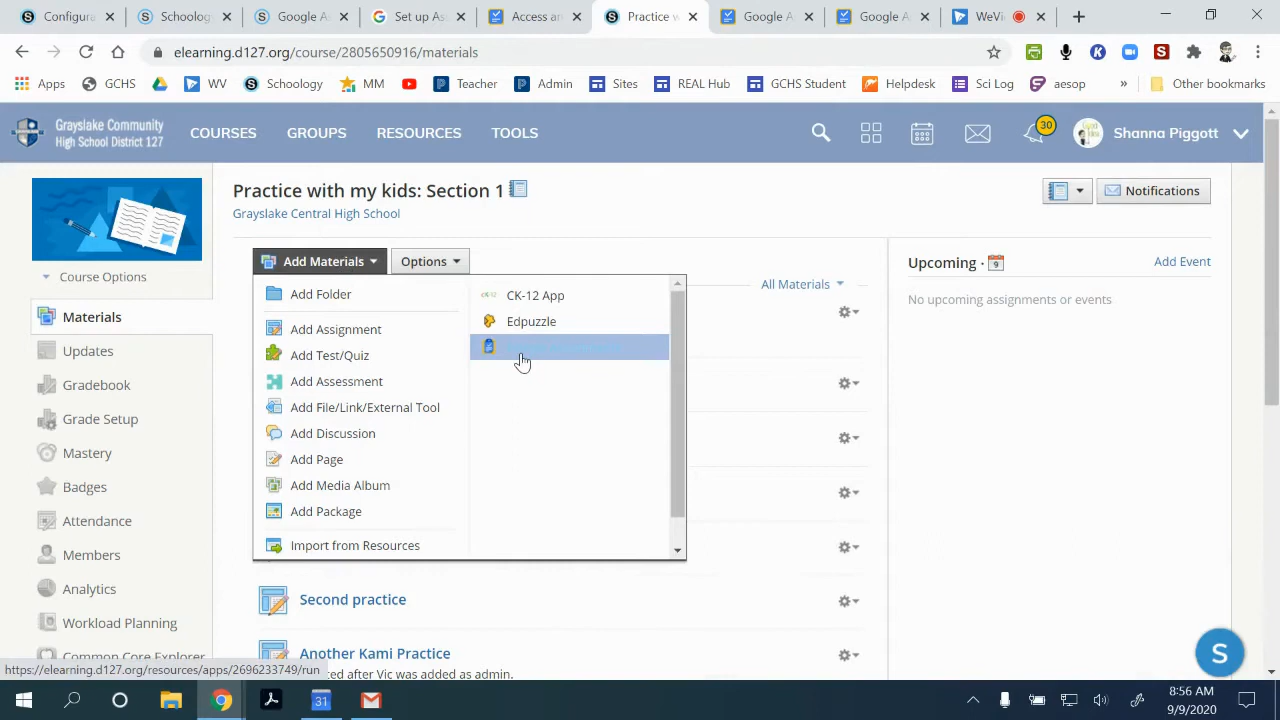 Configure
Schoolog
Google As
Set up As
Access an
Practice w
Google A
Google A
WeVi
elearning.d127.org/course/2805650916/materials
Apps
GCHS
WV
Schoology
MM
Teacher
Admin
Sites
REAL Hub
GCHS Student
Helpdesk
Sci Log
aesop
»
Other bookmarks
Grayslake Community
High School District 127
COURSES
GROUPS
RESOURCES
TOOLS
30
Shanna Piggott
Practice with my kids: Section 1
Notifications
Grayslake Central High School
Course Options
Materials
Updates
Gradebook
Grade Setup
Mastery
Badges
Attendance
Members
Analytics
Workload Planning
Common Core Explorer
Add Materials
Options
All Materials
Add Folder
Add Assignment
Add Test/Quiz
Add Assessment
Add File/Link/External Tool
Add Discussion
Add Page
Add Media Album
Add Package
Import from Resources
CK-12 App
Edpuzzle
Second practice
Another Kami Practice
after Vic was added as admin.
Upcoming · 9
Add Event
No upcoming assignments or events
S
https://elearning.d127.org/resources/apps/2696233749/run
31
8:56 AM
9/9/2020